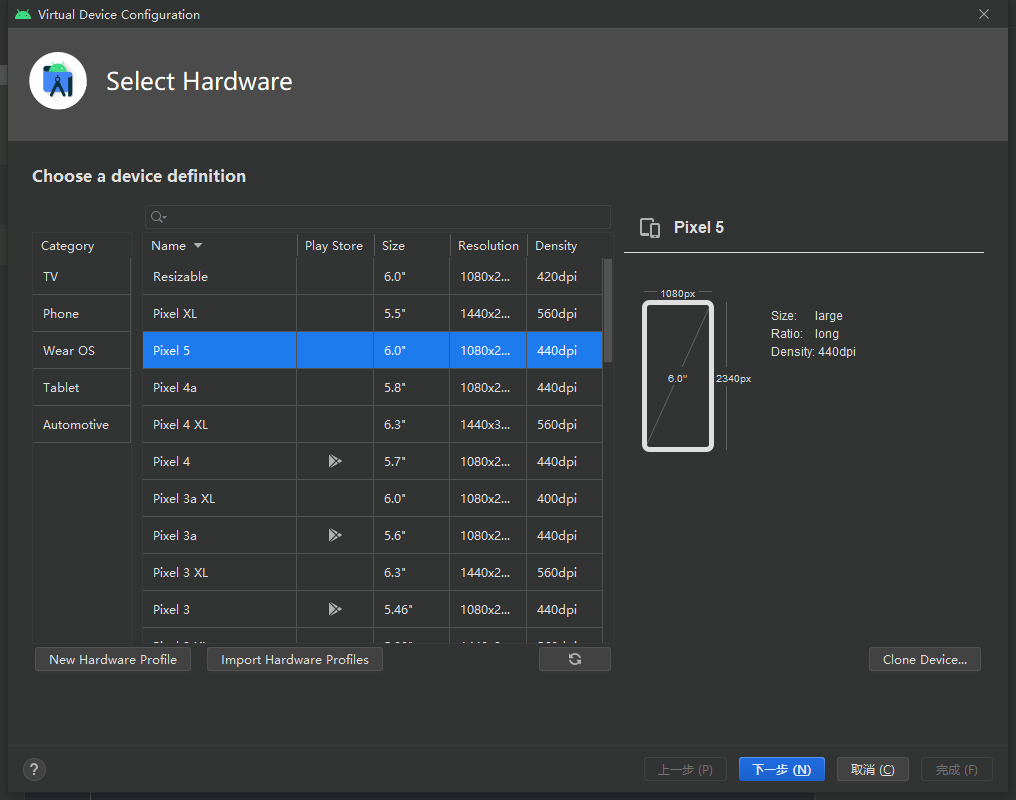 Virtual Device Configuration
Select Hardware
Choose a device definition
Category
TV
Phone
Wear OS
Tablet
Automotive
Name Play Store Size Resolution Density
Resizable 6.0" 1080x2... 420dpi
Pixel XL 5.5" 1440x2... 560dpi
Pixel 5 6.0" 1080x2... 440dpi
Pixel 4a 5.8" 1080x2... 440dpi
Pixel 4 XL 6.3" 1440x3... 560dpi
Pixel 4 5.7" 1080x2... 440dpi
Pixel 3a XL 6.0" 1080x2... 400dpi
Pixel 3a 5.6" 1080x2... 440dpi
Pixel 3 XL 6.3" 1440x2... 560dpi
Pixel 3 5.46" 1080x2... 440dpi
Pixel 5
1080px
6.0"
2340px
Size: large
Ratio: long
Density: 440dpi
New Hardware Profile
Import Hardware Profiles
Clone Device...
?
上一步 (P)
下一步 (N)
取消 (C)
完成 (F)